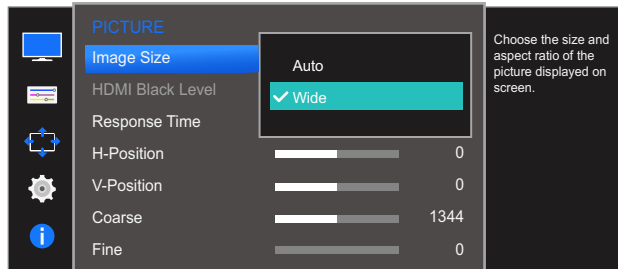 PICTURE
Image Size
Auto
Wide
HDMI Black Level
Response Time
H-Position 0
V-Position 0
Coarse 1344
Fine 0
Choose the size and
aspect ratio of the
picture displayed on
screen.